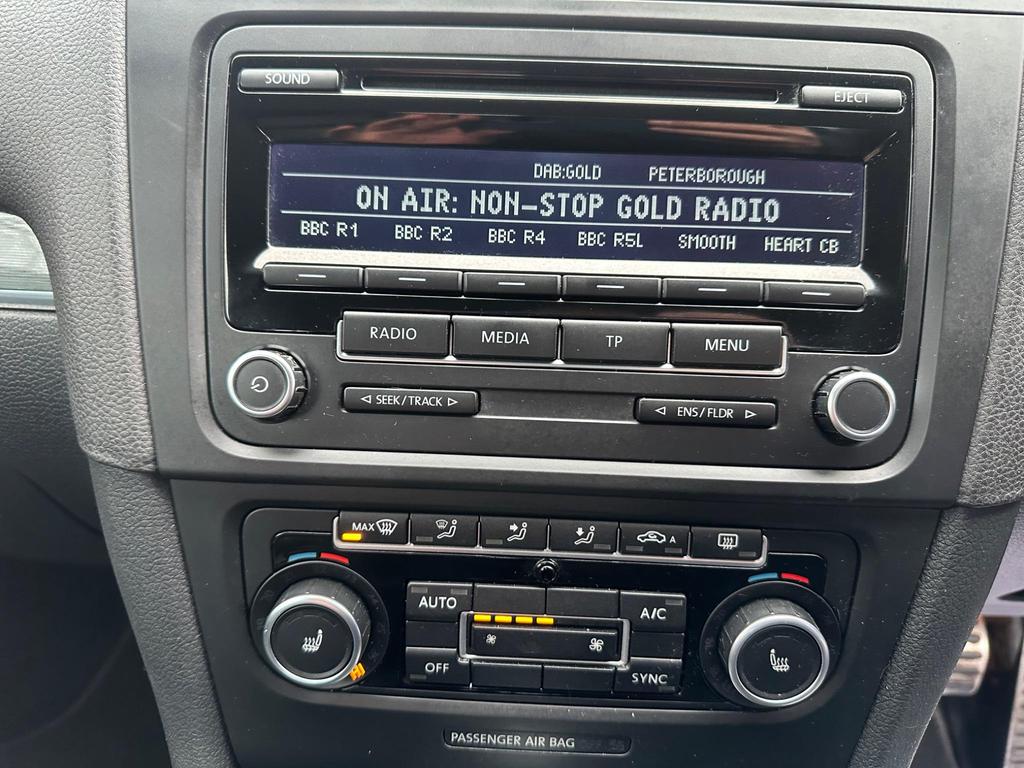 SOUND
EJECT
DAB:GOLD PETERBOROUGH
ON AIR: NON-STOP GOLD RADIO
BBC R1 BBC R2 BBC R4 BBC R5L SMOOTH HEART CB
RADIO MEDIA TP MENU
SEEK / TRACK
ENS / FLDR
MAX
A
AUTO
A/C
OFF
SYNC
PASSENGER AIR BAG